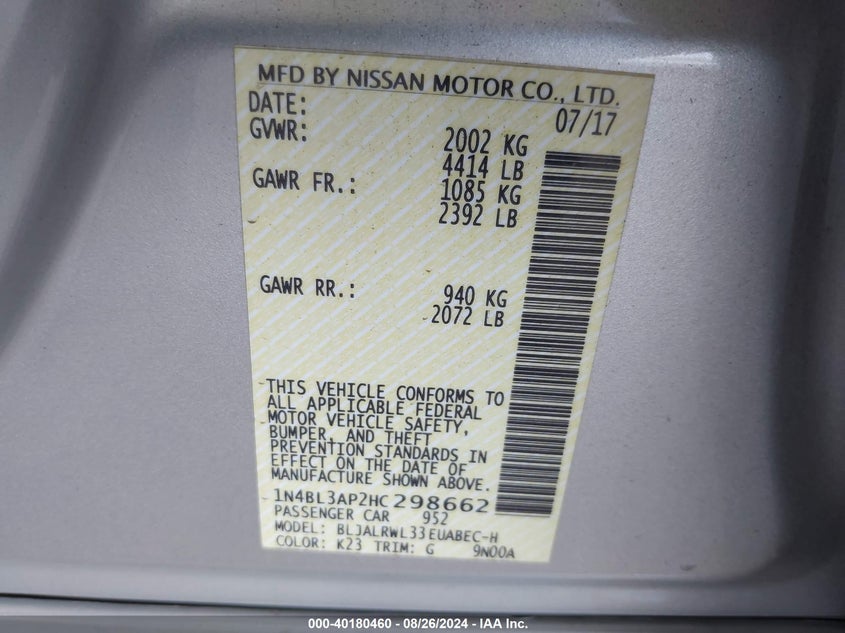 MFD BY NISSAN MOTOR CO., LTD.
DATE: 07/17
GVWR: 2002 KG
4414 LB
GAWR FR.: 1085 KG
2392 LB
GAWR RR.: 940 KG
2072 LB
THIS VEHICLE CONFORMS TO
ALL APPLICABLE FEDERAL
MOTOR VEHICLE SAFETY,
BUMPER, AND THEFT
PREVENTION STANDARDS IN
EFFECT ON THE DATE OF
MANUFACTURE SHOWN ABOVE.
1N4BL3AP2HC298662
PASSENGER CAR 952
MODEL: BLJALRWL33EUABEC-H
COLOR: K23 TRIM: G 9N00A
000-40180460 - 08/26/2024 - IAA Inc.